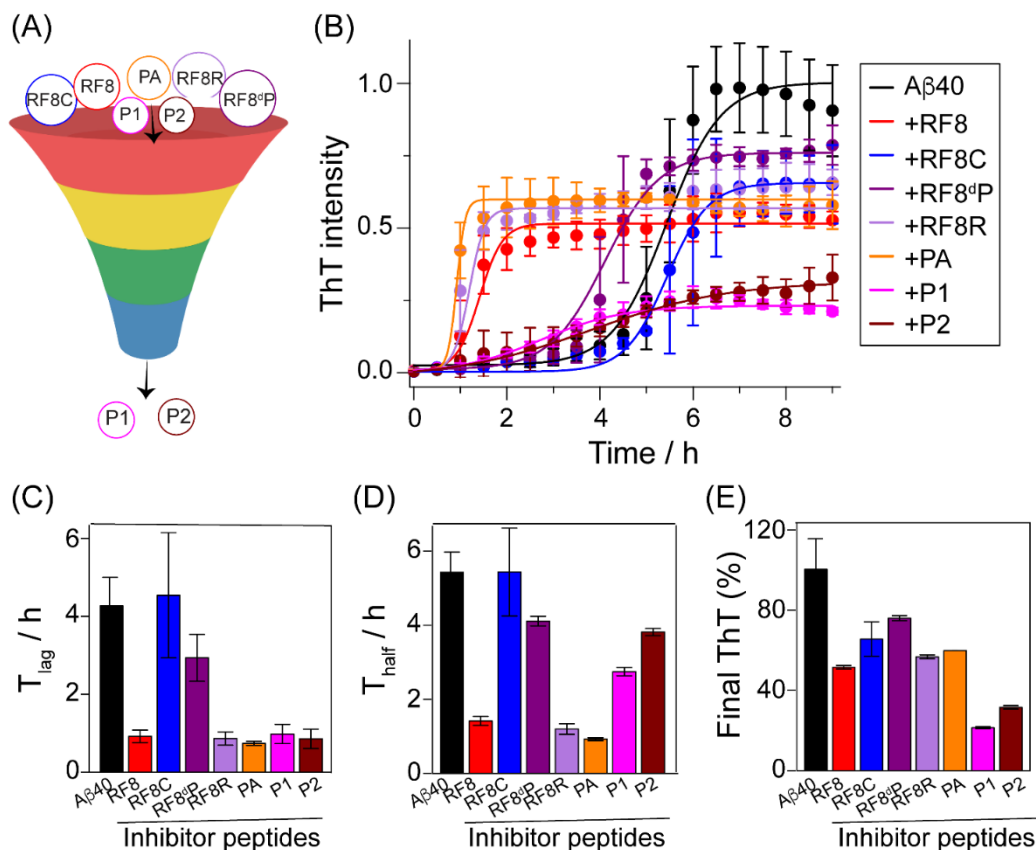 (A)
RF8C
RF8
PA
RF8R
RF8ᵈP
P1
P2
P1
P2
(B)
ThT intensity
1.0
0.5
0.0
0
2
4
6
8
Time / h
Aβ40
+RF8
+RF8C
+RF8ᵈP
+RF8R
+PA
+P1
+P2
(C)
T_lag / h
6
4
2
0
Aβ40
RF8
RF8C
RF8ᵈP
RF8R
PA
P1
P2
Inhibitor peptides
(D)
T_half / h
6
4
2
0
Aβ40
RF8
RF8C
RF8ᵈP
RF8R
PA
P1
P2
Inhibitor peptides
(E)
Final ThT (%)
120
80
40
0
Aβ40
RF8
RF8C
RF8ᵈP
RF8R
PA
P1
P2
Inhibitor peptides